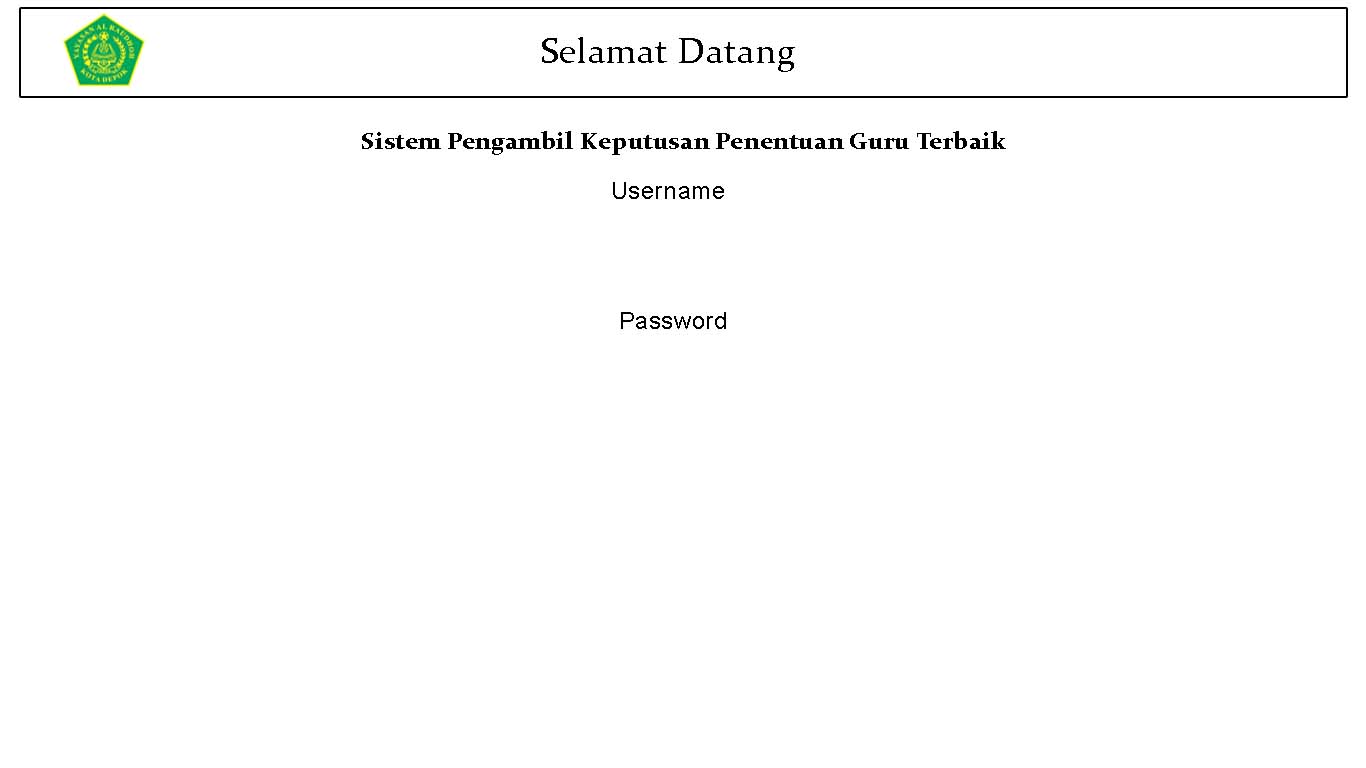 YAYASAN AL RAUDHOH
KOTA DEPOK
Selamat Datang
Sistem Pengambil Keputusan Penentuan Guru Terbaik
Username
Password